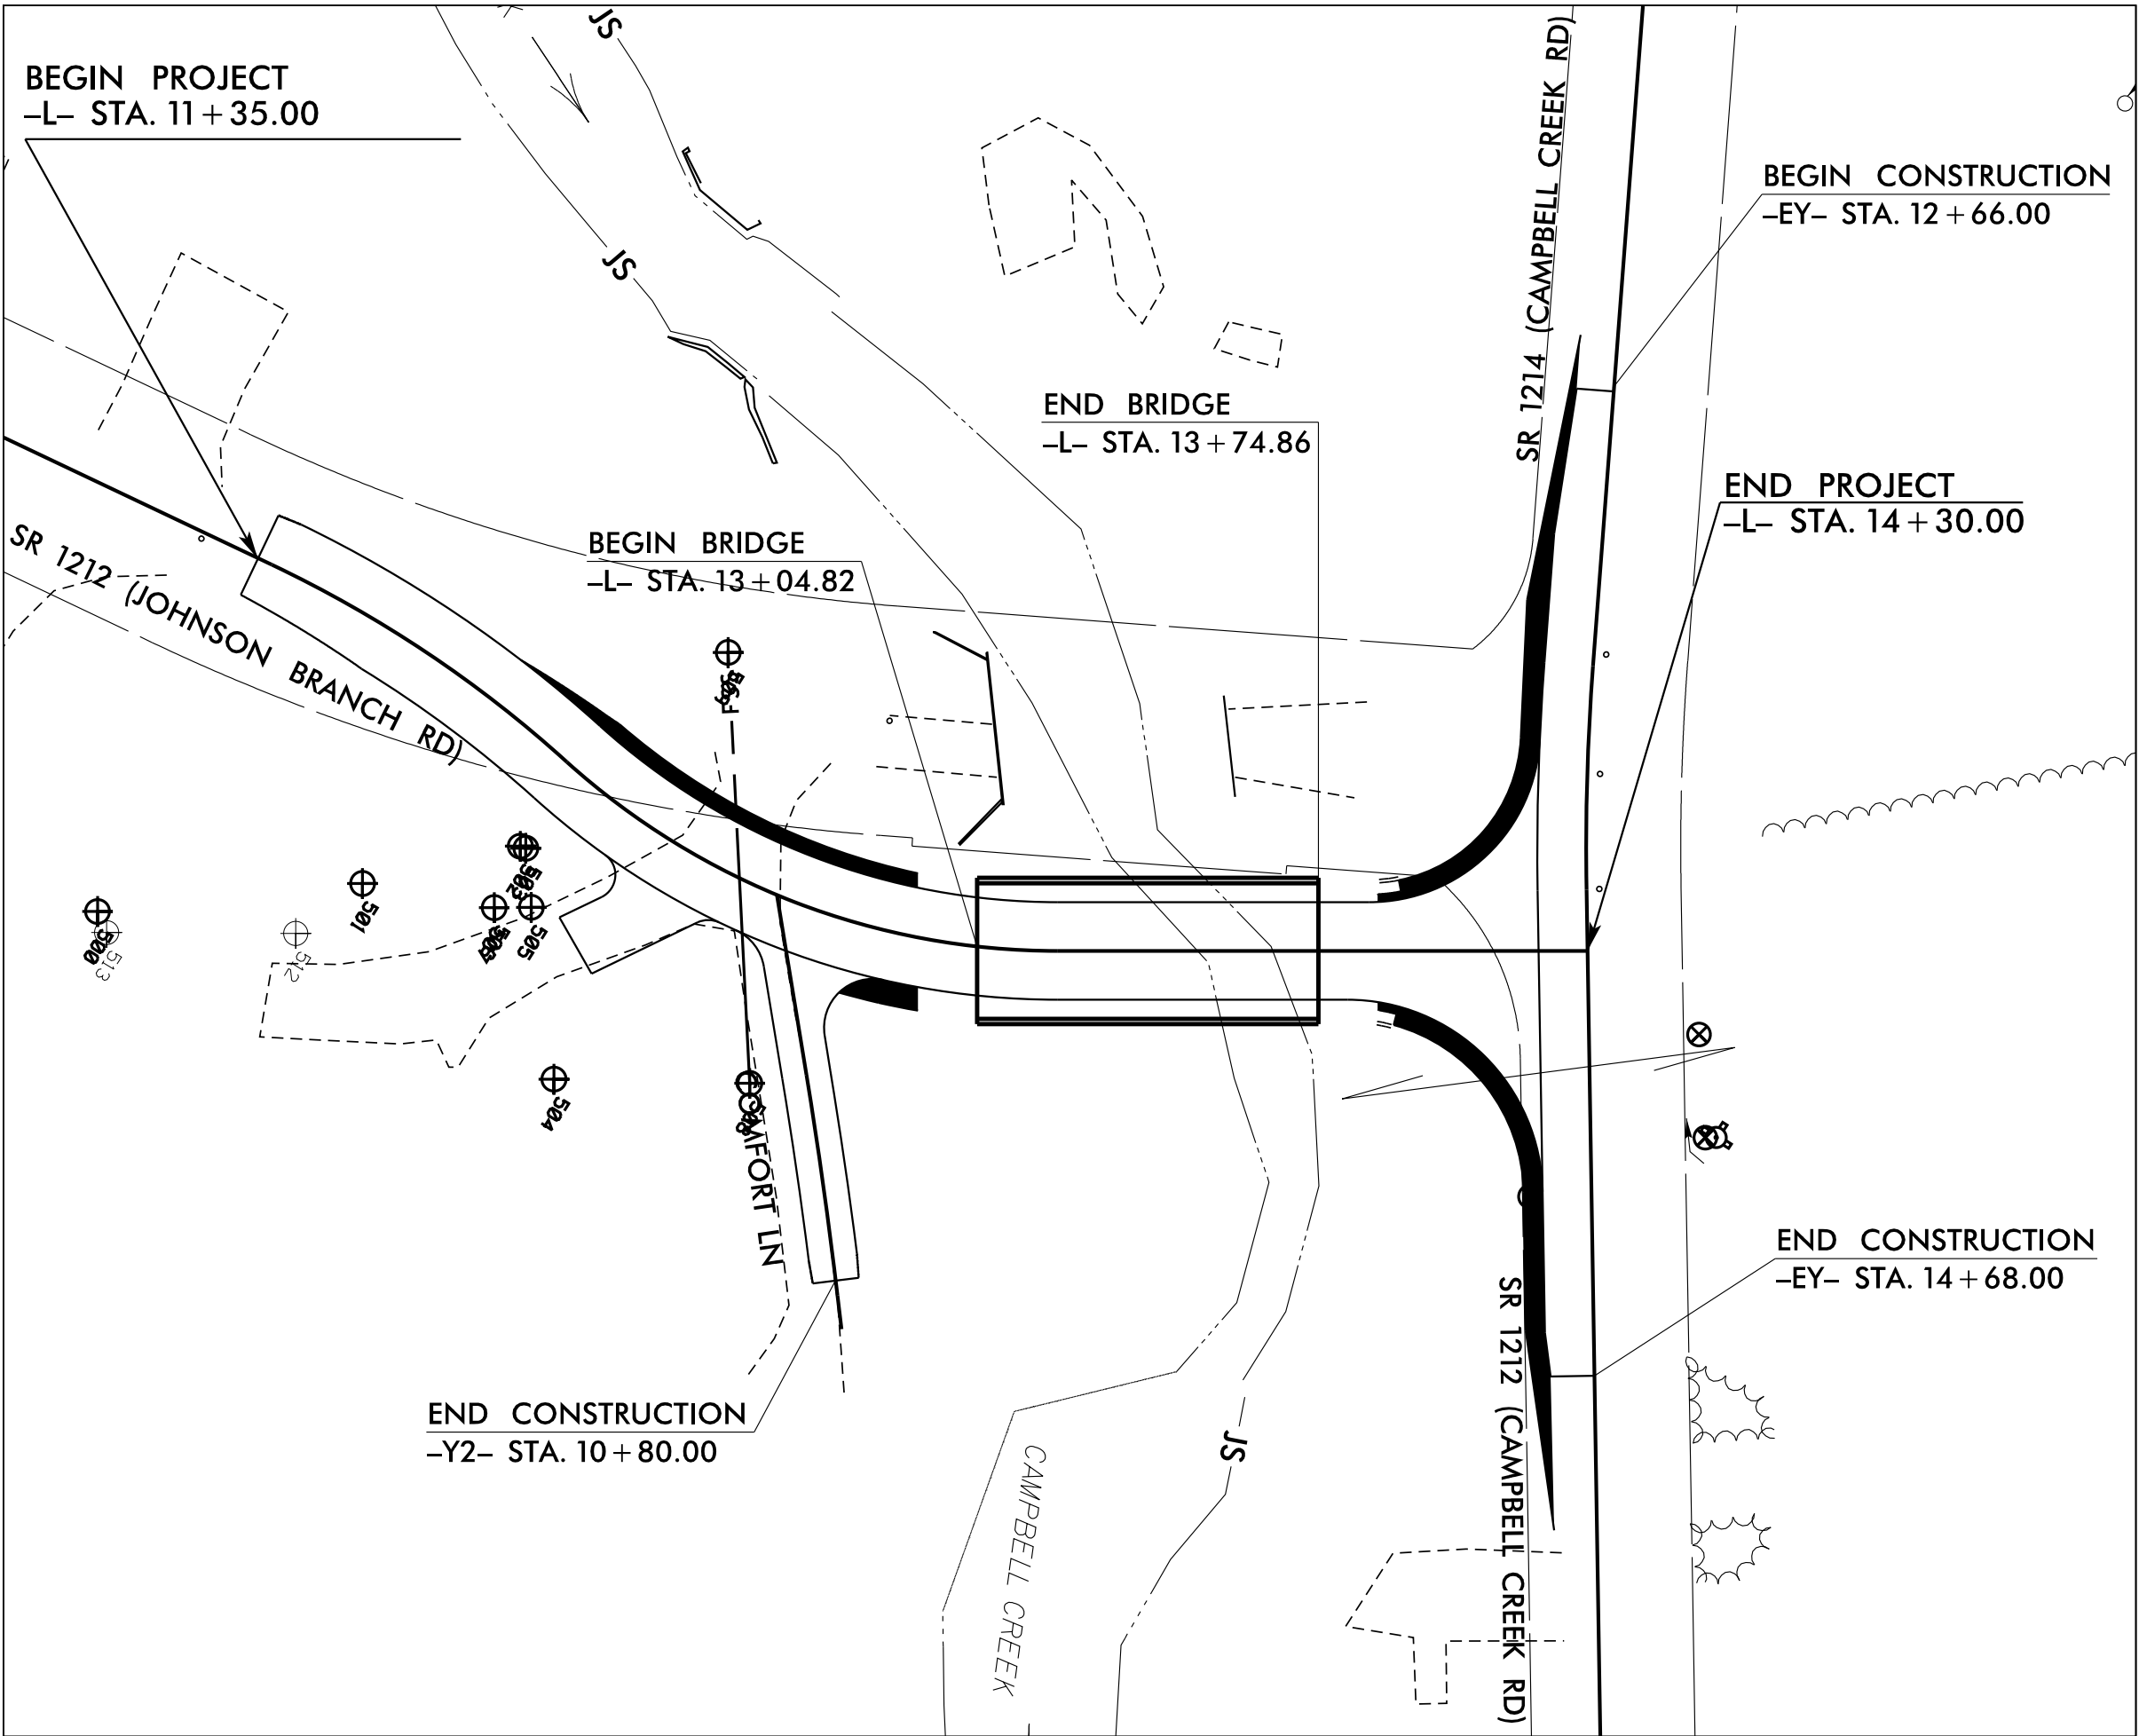 BEGIN PROJECT
-L- STA. 11+35.00
JS
SR 1214 (CAMPBELL CREEK RD)
BEGIN CONSTRUCTION
-EY- STA. 12+66.00
JS
END BRIDGE
-L- STA. 13+74.86
END PROJECT
-L- STA. 14+30.00
BEGIN BRIDGE
-L- STA. 13+04.82
SR 1212 (JOHNSON BRANCH RD)
501
505
513
512
504
LN
END CONSTRUCTION
-EY- STA. 14+68.00
SR 1212 (CAMPBELL CREEK RD)
END CONSTRUCTION
-Y2- STA. 10+80.00
JS
CAMPBELL CREEK